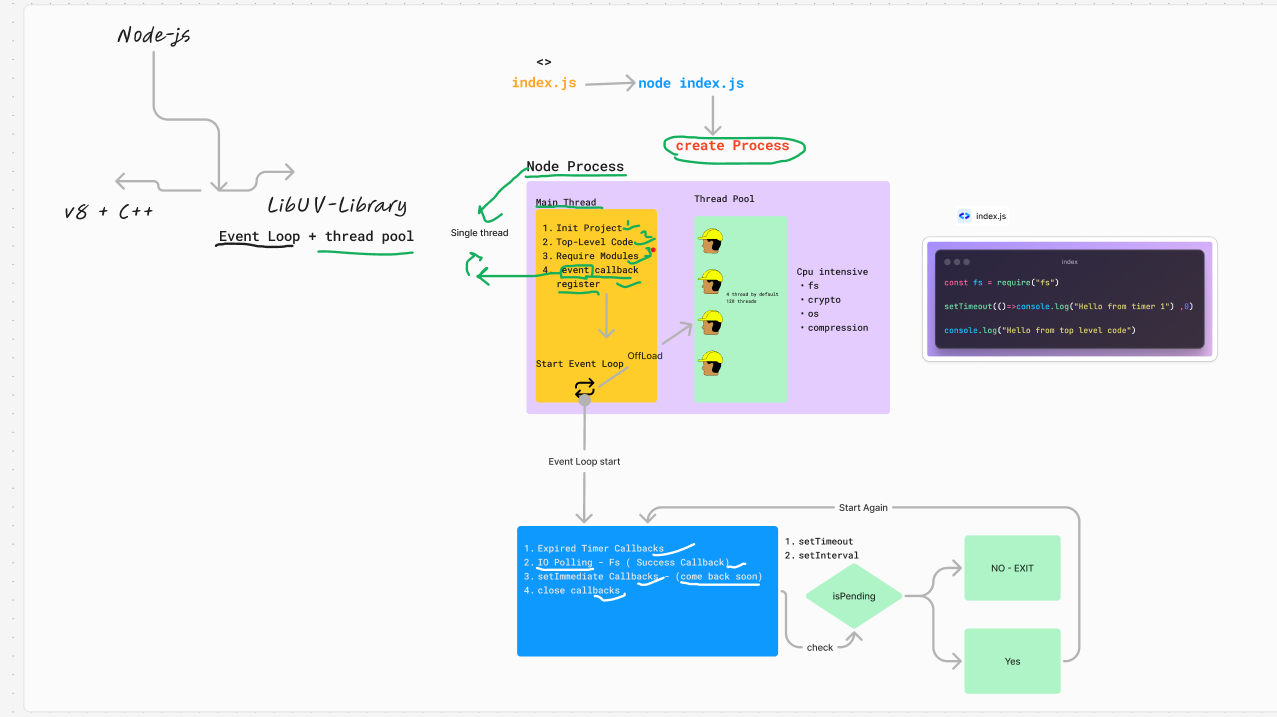 Node-js
<>
index.js
node index.js
create Process
Node Process
v8 + C++
LibUV-Library
Event Loop + thread pool
Single thread
Main Thread
1. Init Project
2. Top-Level Code
3. Require Modules
4. event callback
register
Start Event Loop
OffLoad
Thread Pool
4 thread by default
128 threads
Cpu intensive
• fs
• crypto
• os
• compression
index.js
index
const fs = require("fs")
setTimeout(()=>console.log("Hello from timer 1") ,0)
console.log("Hello from top level code")
Event Loop start
1. Expired Timer Callbacks
2. IO Polling - Fs ( Success Callback)
3. setImmediate Callbacks - (come back soon)
4. close callbacks
Start Again
1. setTimeout
2. setInterval
isPending
check
NO - EXIT
Yes